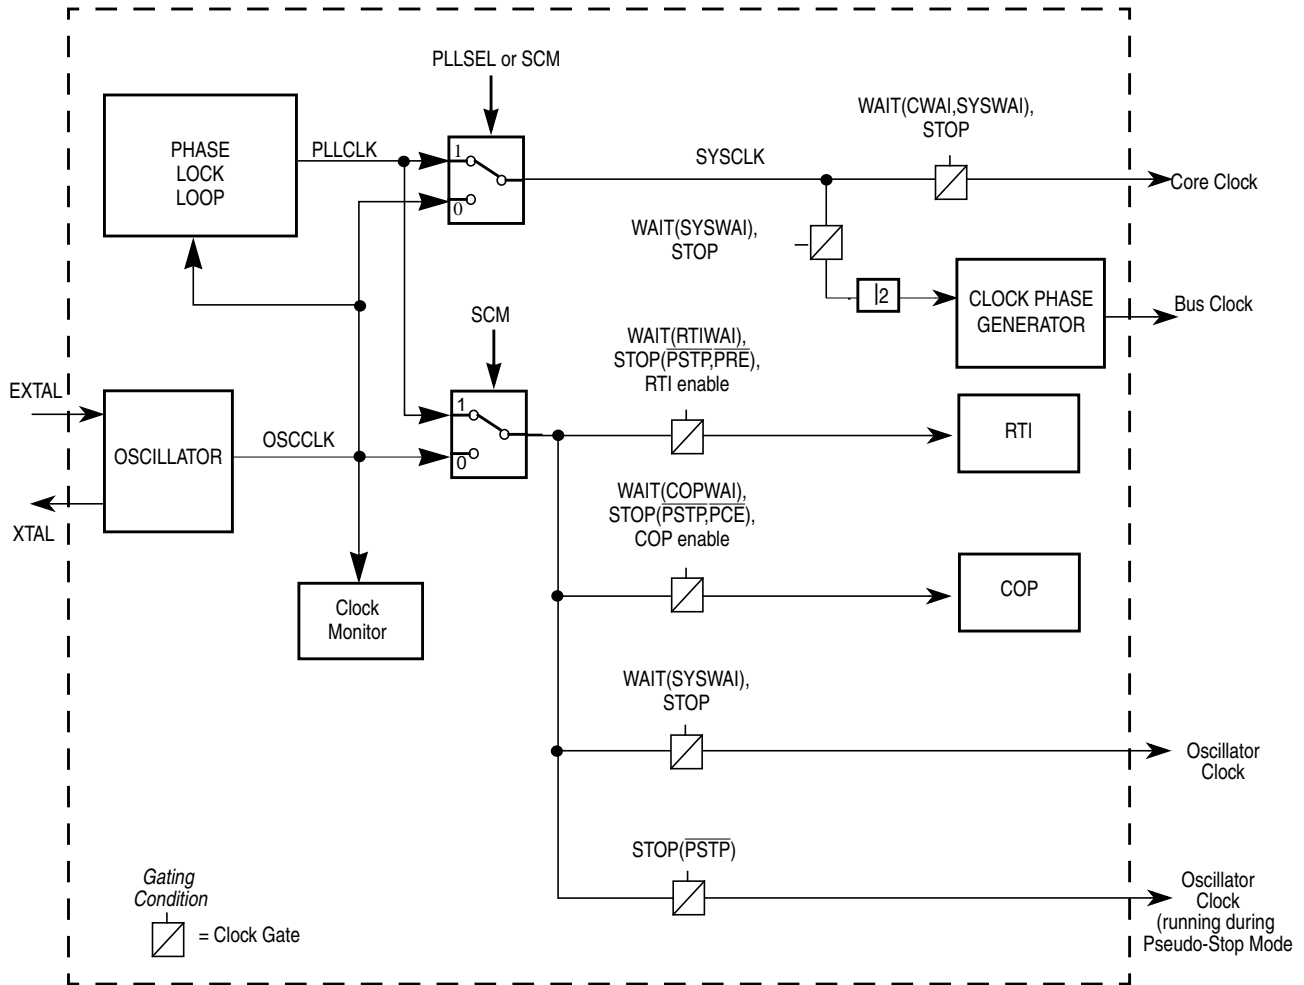 PLLSEL or SCM
WAIT(CWAI,SYSWAI),
STOP
PHASE
LOCK
LOOP
PLLCLK
1
0
SYSCLK
Core Clock
WAIT(SYSWAI),
STOP
|2
CLOCK PHASE
GENERATOR
Bus Clock
SCM
WAIT(RTIWAI),
STOP(PSTP,PRE),
RTI enable
EXTAL
OSCILLATOR
OSCCLK
1
0
RTI
XTAL
WAIT(COPWAI),
STOP(PSTP,PCE),
COP enable
COP
Clock
Monitor
WAIT(SYSWAI),
STOP
Oscillator
Clock
STOP(PSTP)
Oscillator
Clock
(running during
Pseudo-Stop Mode
Gating
Condition
= Clock Gate